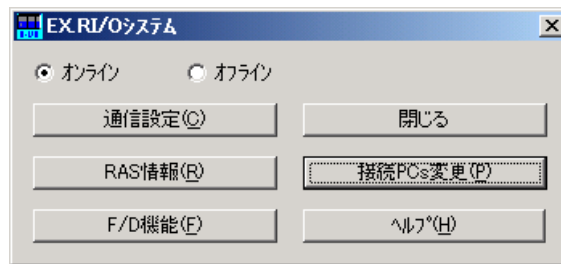 EX.RI/Oシステム
オンライン オフライン
通信設定(C) 閉じる
RAS情報(R) 接続PCs変更(P)
F/D機能(F) ﾍﾙﾌﾟ(H)